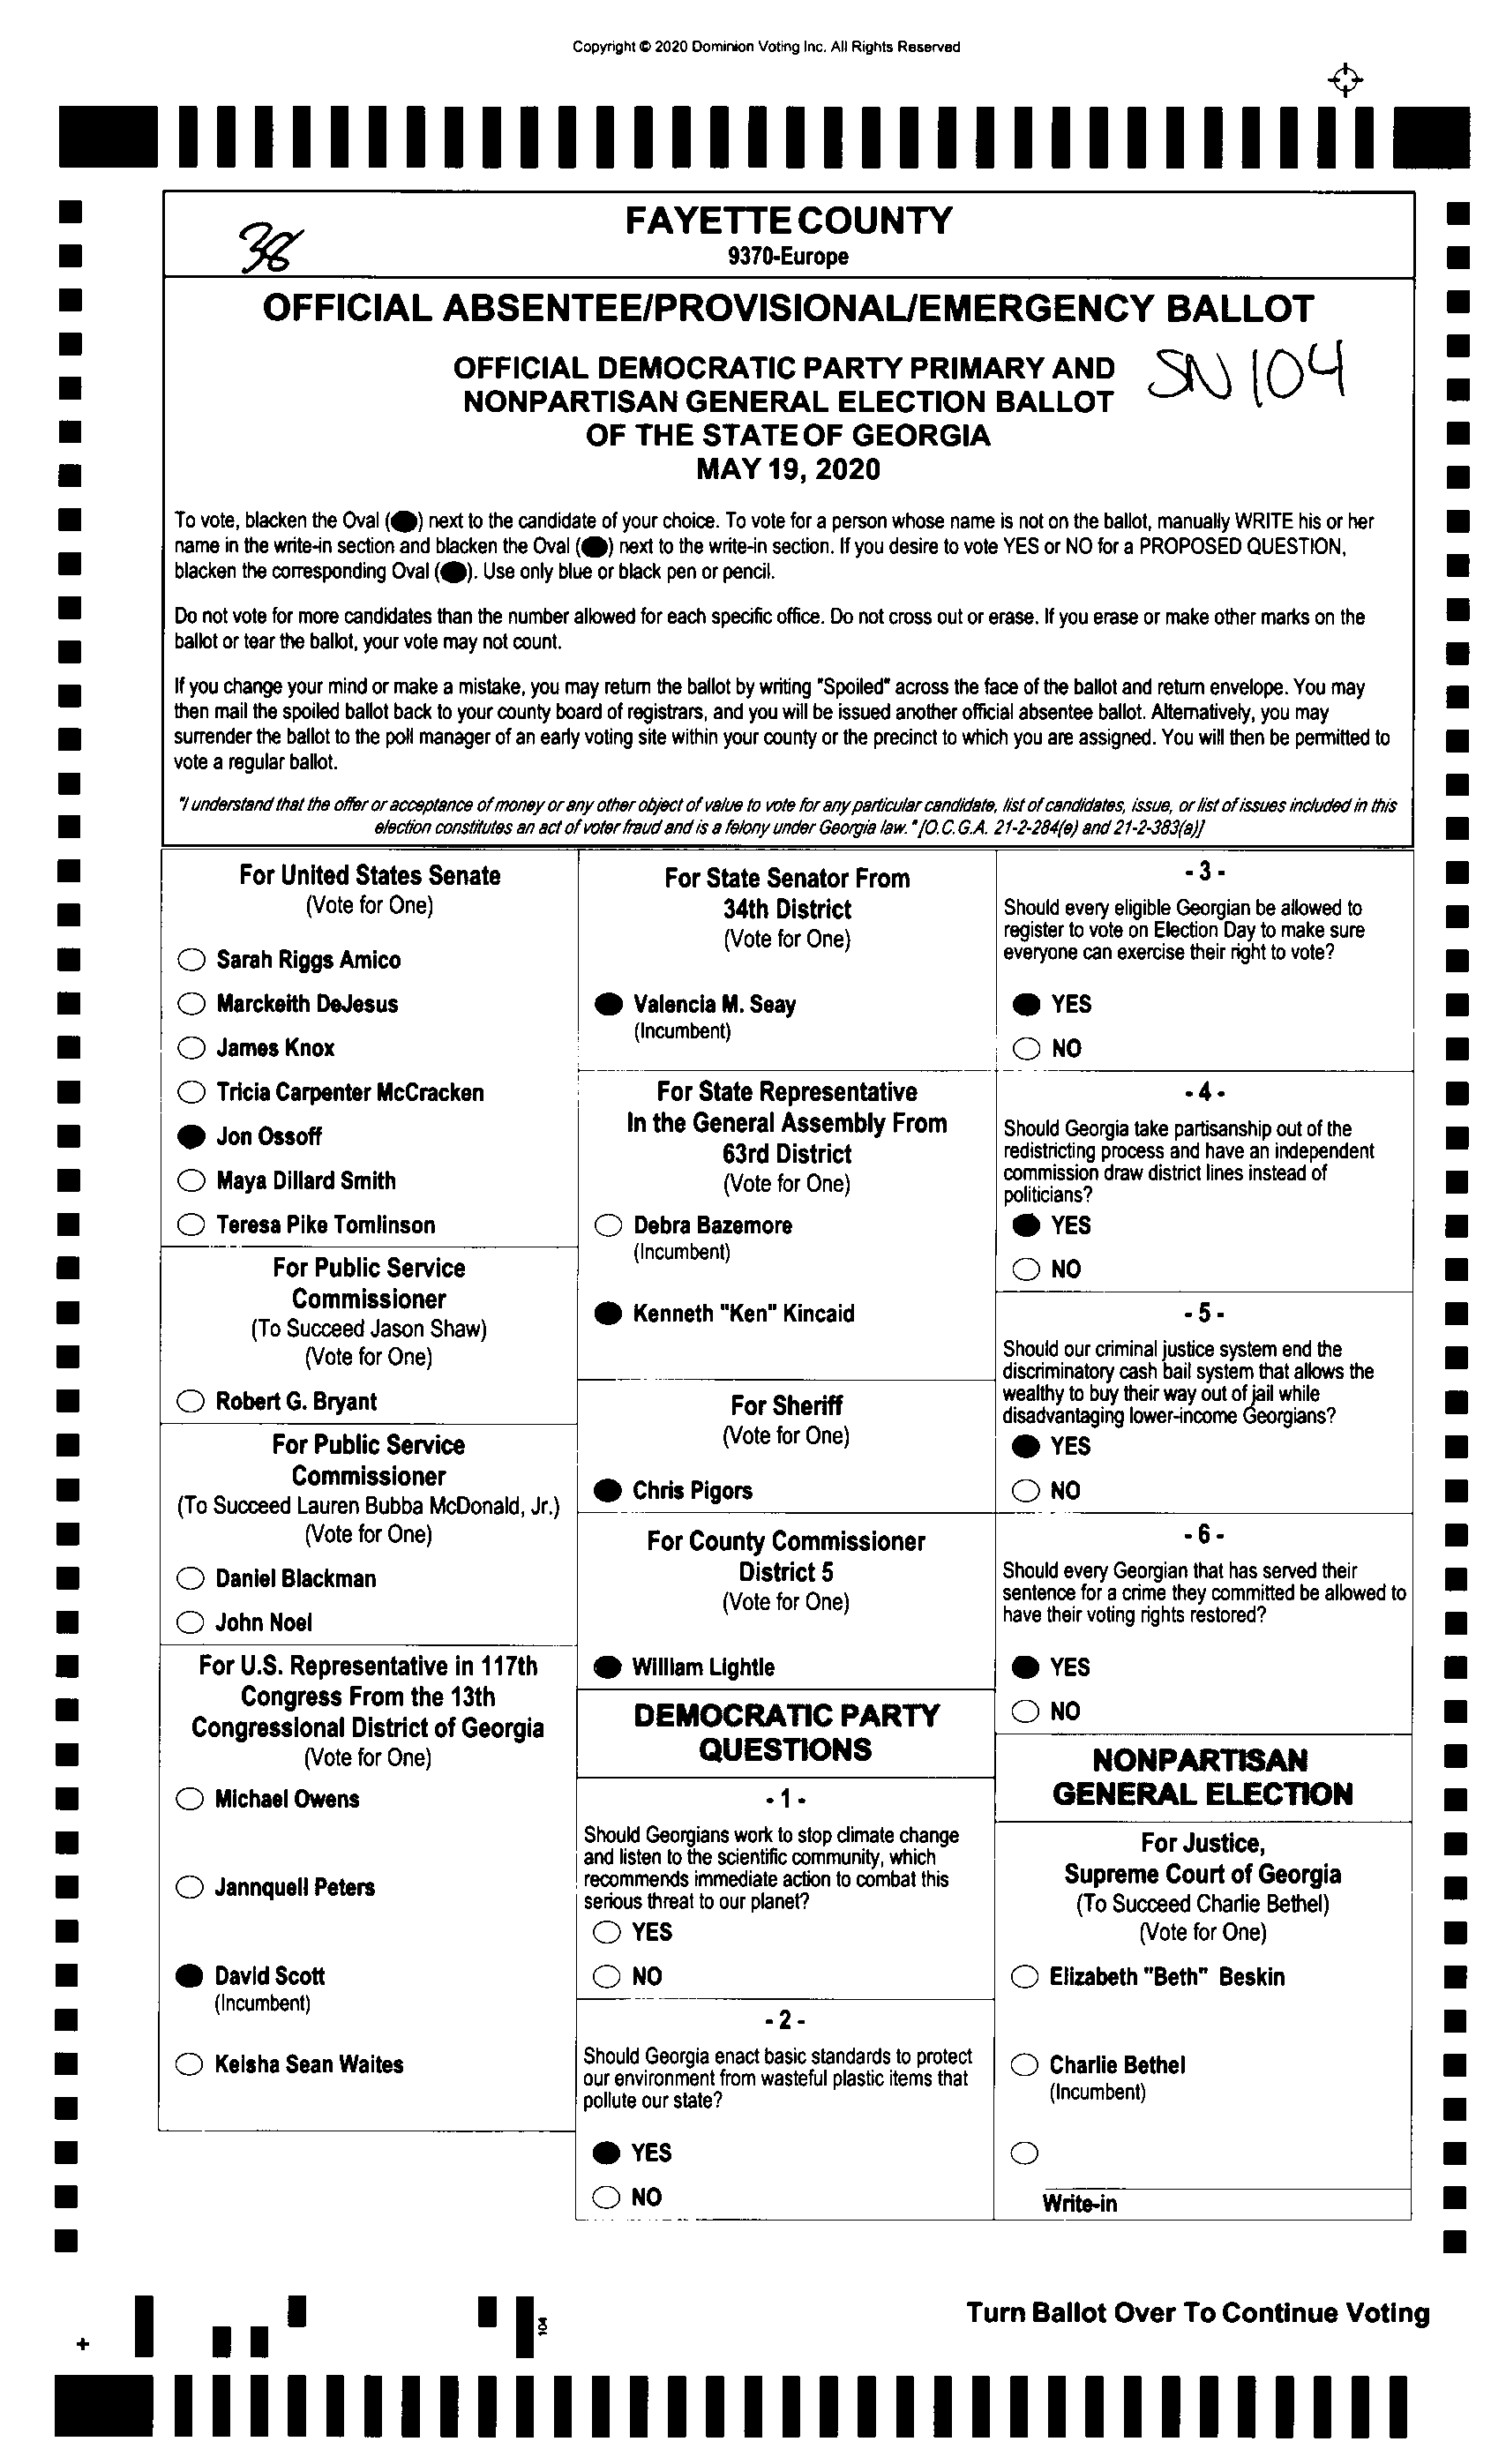 Copyright © 2020 Dominion Voting Inc. All Rights Reserved
38
FAYETTE COUNTY
9370-Europe
OFFICIAL ABSENTEE/PROVISIONAL/EMERGENCY BALLOT
OFFICIAL DEMOCRATIC PARTY PRIMARY AND
NONPARTISAN GENERAL ELECTION BALLOT
OF THE STATE OF GEORGIA
MAY 19, 2020
SN 104
To vote, blacken the Oval ( ) next to the candidate of your choice. To vote for a person whose name is not on the ballot, manually WRITE his or her
name in the write-in section and blacken the Oval ( ) next to the write-in section. If you desire to vote YES or NO for a PROPOSED QUESTION,
blacken the corresponding Oval ( ). Use only blue or black pen or pencil.
Do not vote for more candidates than the number allowed for each specific office. Do not cross out or erase. If you erase or make other marks on the
ballot or tear the ballot, your vote may not count.
If you change your mind or make a mistake, you may return the ballot by writing "Spoiled" across the face of the ballot and return envelope. You may
then mail the spoiled ballot back to your county board of registrars, and you will be issued another official absentee ballot. Alternatively, you may
surrender the ballot to the poll manager of an early voting site within your county or the precinct to which you are assigned. You will then be permitted to
vote a regular ballot.
"I understand that the offer or acceptance of money or any other object of value to vote for any particular candidate, list of candidates, issue, or list of issues included in this
election constitutes an act of voter fraud and is a felony under Georgia law." [O.C.G.A. 21-2-284(e) and 21-2-383(a)]
For United States Senate
(Vote for One)
Sarah Riggs Amico
Marckeith DeJesus
James Knox
Tricia Carpenter McCracken
Jon Ossoff
Maya Dillard Smith
Teresa Pike Tomlinson
For Public Service
Commissioner
(To Succeed Jason Shaw)
(Vote for One)
Robert G. Bryant
For Public Service
Commissioner
(To Succeed Lauren Bubba McDonald, Jr.)
(Vote for One)
Daniel Blackman
John Noel
For U.S. Representative in 117th
Congress From the 13th
Congressional District of Georgia
(Vote for One)
Michael Owens
Jannquell Peters
David Scott
(Incumbent)
Keisha Sean Waites
For State Senator From
34th District
(Vote for One)
Valencia M. Seay
(Incumbent)
For State Representative
In the General Assembly From
63rd District
(Vote for One)
Debra Bazemore
(Incumbent)
Kenneth "Ken" Kincaid
For Sheriff
(Vote for One)
Chris Pigors
For County Commissioner
District 5
(Vote for One)
William Lightle
DEMOCRATIC PARTY
QUESTIONS
- 1 -
Should Georgians work to stop climate change
and listen to the scientific community, which
recommends immediate action to combat this
serious threat to our planet?
YES
NO
- 2 -
Should Georgia enact basic standards to protect
our environment from wasteful plastic items that
pollute our state?
YES
NO
- 3 -
Should every eligible Georgian be allowed to
register to vote on Election Day to make sure
everyone can exercise their right to vote?
YES
NO
- 4 -
Should Georgia take partisanship out of the
redistricting process and have an independent
commission draw district lines instead of
politicians?
YES
NO
- 5 -
Should our criminal justice system end the
discriminatory cash bail system that allows the
wealthy to buy their way out of jail while
disadvantaging lower-income Georgians?
YES
NO
- 6 -
Should every Georgian that has served their
sentence for a crime they committed be allowed to
have their voting rights restored?
YES
NO
NONPARTISAN
GENERAL ELECTION
For Justice,
Supreme Court of Georgia
(To Succeed Charlie Bethel)
(Vote for One)
Elizabeth "Beth" Beskin
Charlie Bethel
(Incumbent)
Write-in
Turn Ballot Over To Continue Voting
104